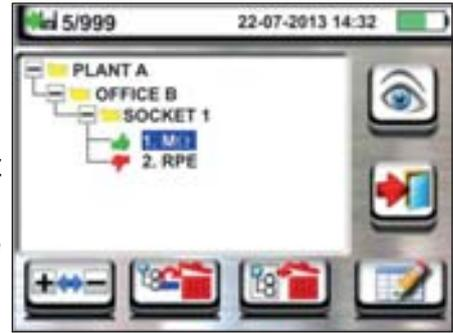 5/999 22-07-2013 14:32
PLANT A
OFFICE B
SOCKET 1
1. MΩ
2. RPE